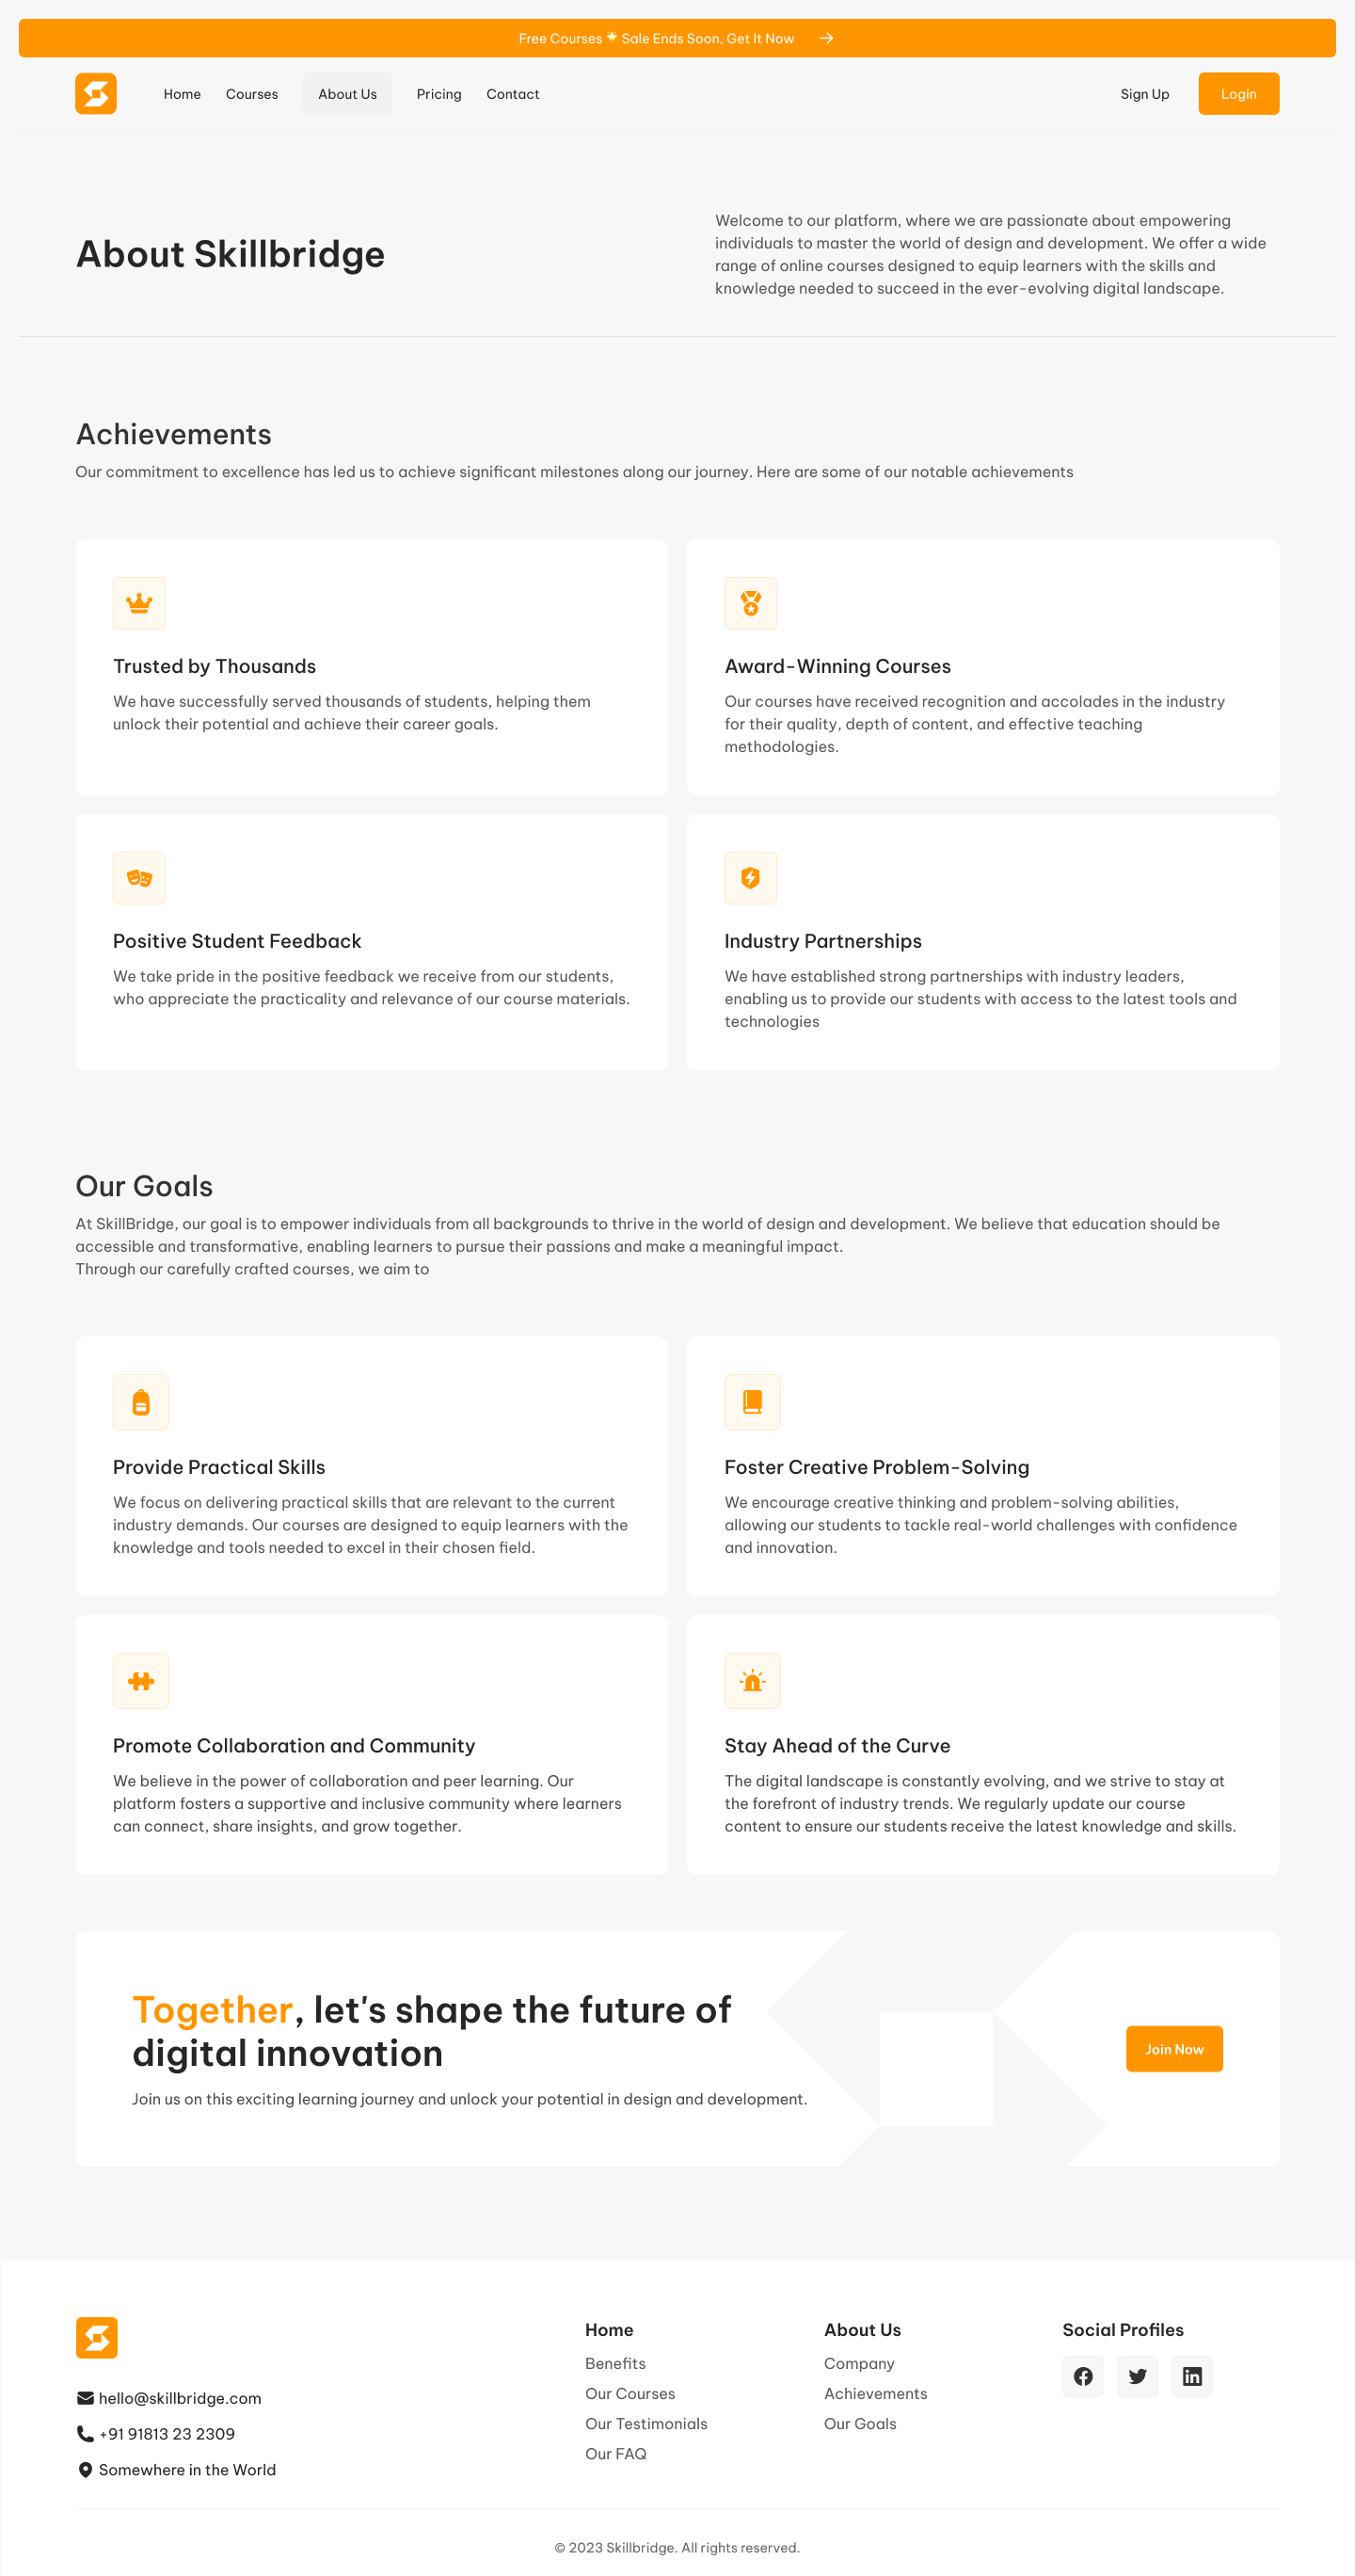 Free Courses 🌟 Sale Ends Soon, Get It Now
Home Courses About Us Pricing Contact Sign Up Login
About Skillbridge
Welcome to our platform, where we are passionate about empowering
individuals to master the world of design and development. We offer a wide
range of online courses designed to equip learners with the skills and
knowledge needed to succeed in the ever-evolving digital landscape.
Achievements
Our commitment to excellence has led us to achieve significant milestones along our journey. Here are some of our notable achievements
Trusted by Thousands
We have successfully served thousands of students, helping them
unlock their potential and achieve their career goals.
Award-Winning Courses
Our courses have received recognition and accolades in the industry
for their quality, depth of content, and effective teaching
methodologies.
Positive Student Feedback
We take pride in the positive feedback we receive from our students,
who appreciate the practicality and relevance of our course materials.
Industry Partnerships
We have established strong partnerships with industry leaders,
enabling us to provide our students with access to the latest tools and
technologies
Our Goals
At SkillBridge, our goal is to empower individuals from all backgrounds to thrive in the world of design and development. We believe that education should be
accessible and transformative, enabling learners to pursue their passions and make a meaningful impact.
Through our carefully crafted courses, we aim to
Provide Practical Skills
We focus on delivering practical skills that are relevant to the current
industry demands. Our courses are designed to equip learners with the
knowledge and tools needed to excel in their chosen field.
Foster Creative Problem-Solving
We encourage creative thinking and problem-solving abilities,
allowing our students to tackle real-world challenges with confidence
and innovation.
Promote Collaboration and Community
We believe in the power of collaboration and peer learning. Our
platform fosters a supportive and inclusive community where learners
can connect, share insights, and grow together.
Stay Ahead of the Curve
The digital landscape is constantly evolving, and we strive to stay at
the forefront of industry trends. We regularly update our course
content to ensure our students receive the latest knowledge and skills.
Together, let's shape the future of
digital innovation
Join us on this exciting learning journey and unlock your potential in design and development.
Join Now
hello@skillbridge.com
+91 91813 23 2309
Somewhere in the World
Home
Benefits
Our Courses
Our Testimonials
Our FAQ
About Us
Company
Achievements
Our Goals
Social Profiles
© 2023 Skillbridge. All rights reserved.